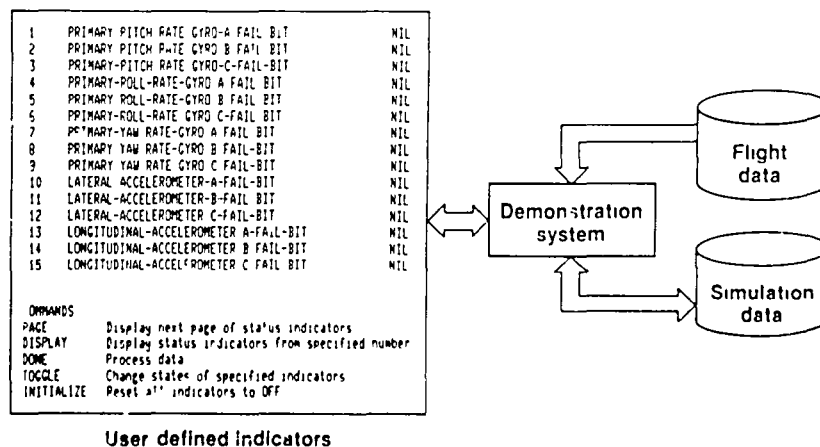 1 PRIMARY PITCH RATE GYRO-A FAIL BIT NIL
2 PRIMARY PITCH RATE GYRO B FAIL BIT NIL
3 PRIMARY-PITCH RATE GYRO-C-FAIL-BIT NIL
4 PRIMARY-ROLL-RATE-GYRO A FAIL BIT NIL
5 PRIMARY ROLL-RATE GYRO B FAIL BIT NIL
6 PRIMARY-ROLL-RATE GYRO C-FAIL-BIT NIL
7 PRIMARY-YAW RATE-GYRO A FAIL BIT NIL
8 PRIMARY YAW RATE GYRO B FAIL-BIT NIL
9 PRIMARY YAW RATE GYRO C FAIL-BIT NIL
10 LATERAL ACCELEROMETER-A-FAIL-BIT NIL
11 LATERAL-ACCELEROMETER-B-FAIL-BIT NIL
12 LATERAL-ACCELEROMETER C-FAIL-BIT NIL
13 LONGITUDINAL-ACCELEROMETER A-FAIL-BIT NIL
14 LONGITUDINAL-ACCELEROMETER B FAIL-BIT NIL
15 LONGITUDINAL-ACCELEROMETER C FAIL BIT NIL
OMMANDS
PAGE Display next page of status indicators
DISPLAY Display status indicators from specified number
DONE Process data
TOGGLE Change states of specified indicators
INITIALIZE Reset all indicators to OFF
User defined indicators
Demonstration
system
Flight
data
Simulation
data